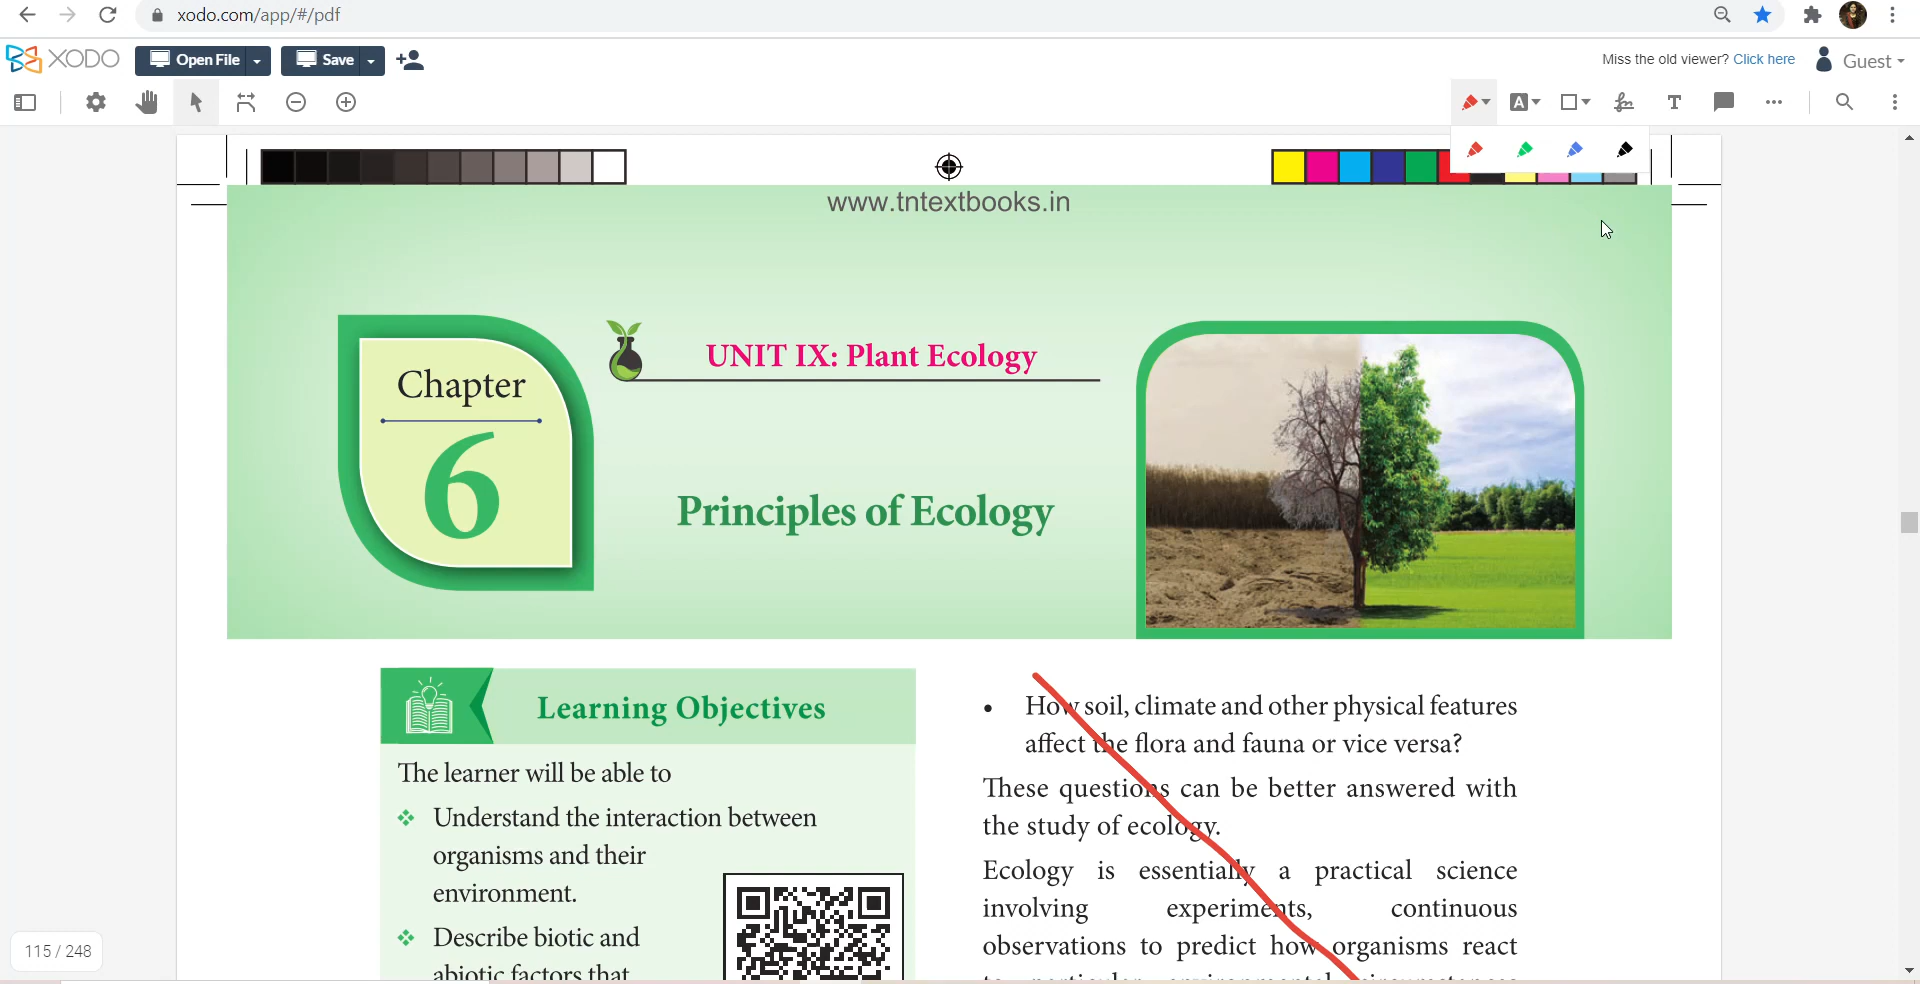 xodo.com/app/#/pdf
XODO
Open File
Save
Miss the old viewer? Click here
Guest
A
T
www.tntextbooks.in
Chapter
6
UNIT IX: Plant Ecology
Principles of Ecology
Learning Objectives
The learner will be able to
Understand the interaction between
organisms and their
environment.
Describe biotic and
abiotic factors that
• How soil, climate and other physical features
affect the flora and fauna or vice versa?
These questions can be better answered with
the study of ecology.
Ecology is essentially a practical science
involving experiments, continuous
observations to predict how organisms react
115 / 248